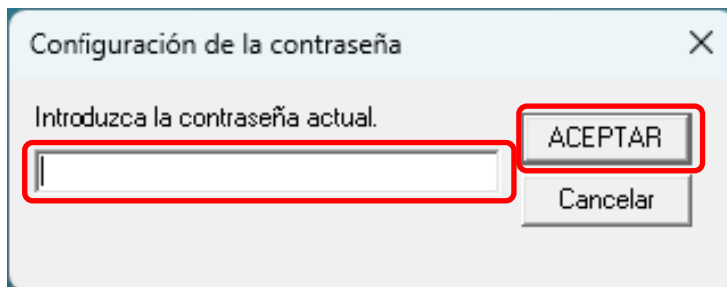 Configuración de la contraseña
Introduzca la contraseña actual.
ACEPTAR
Cancelar